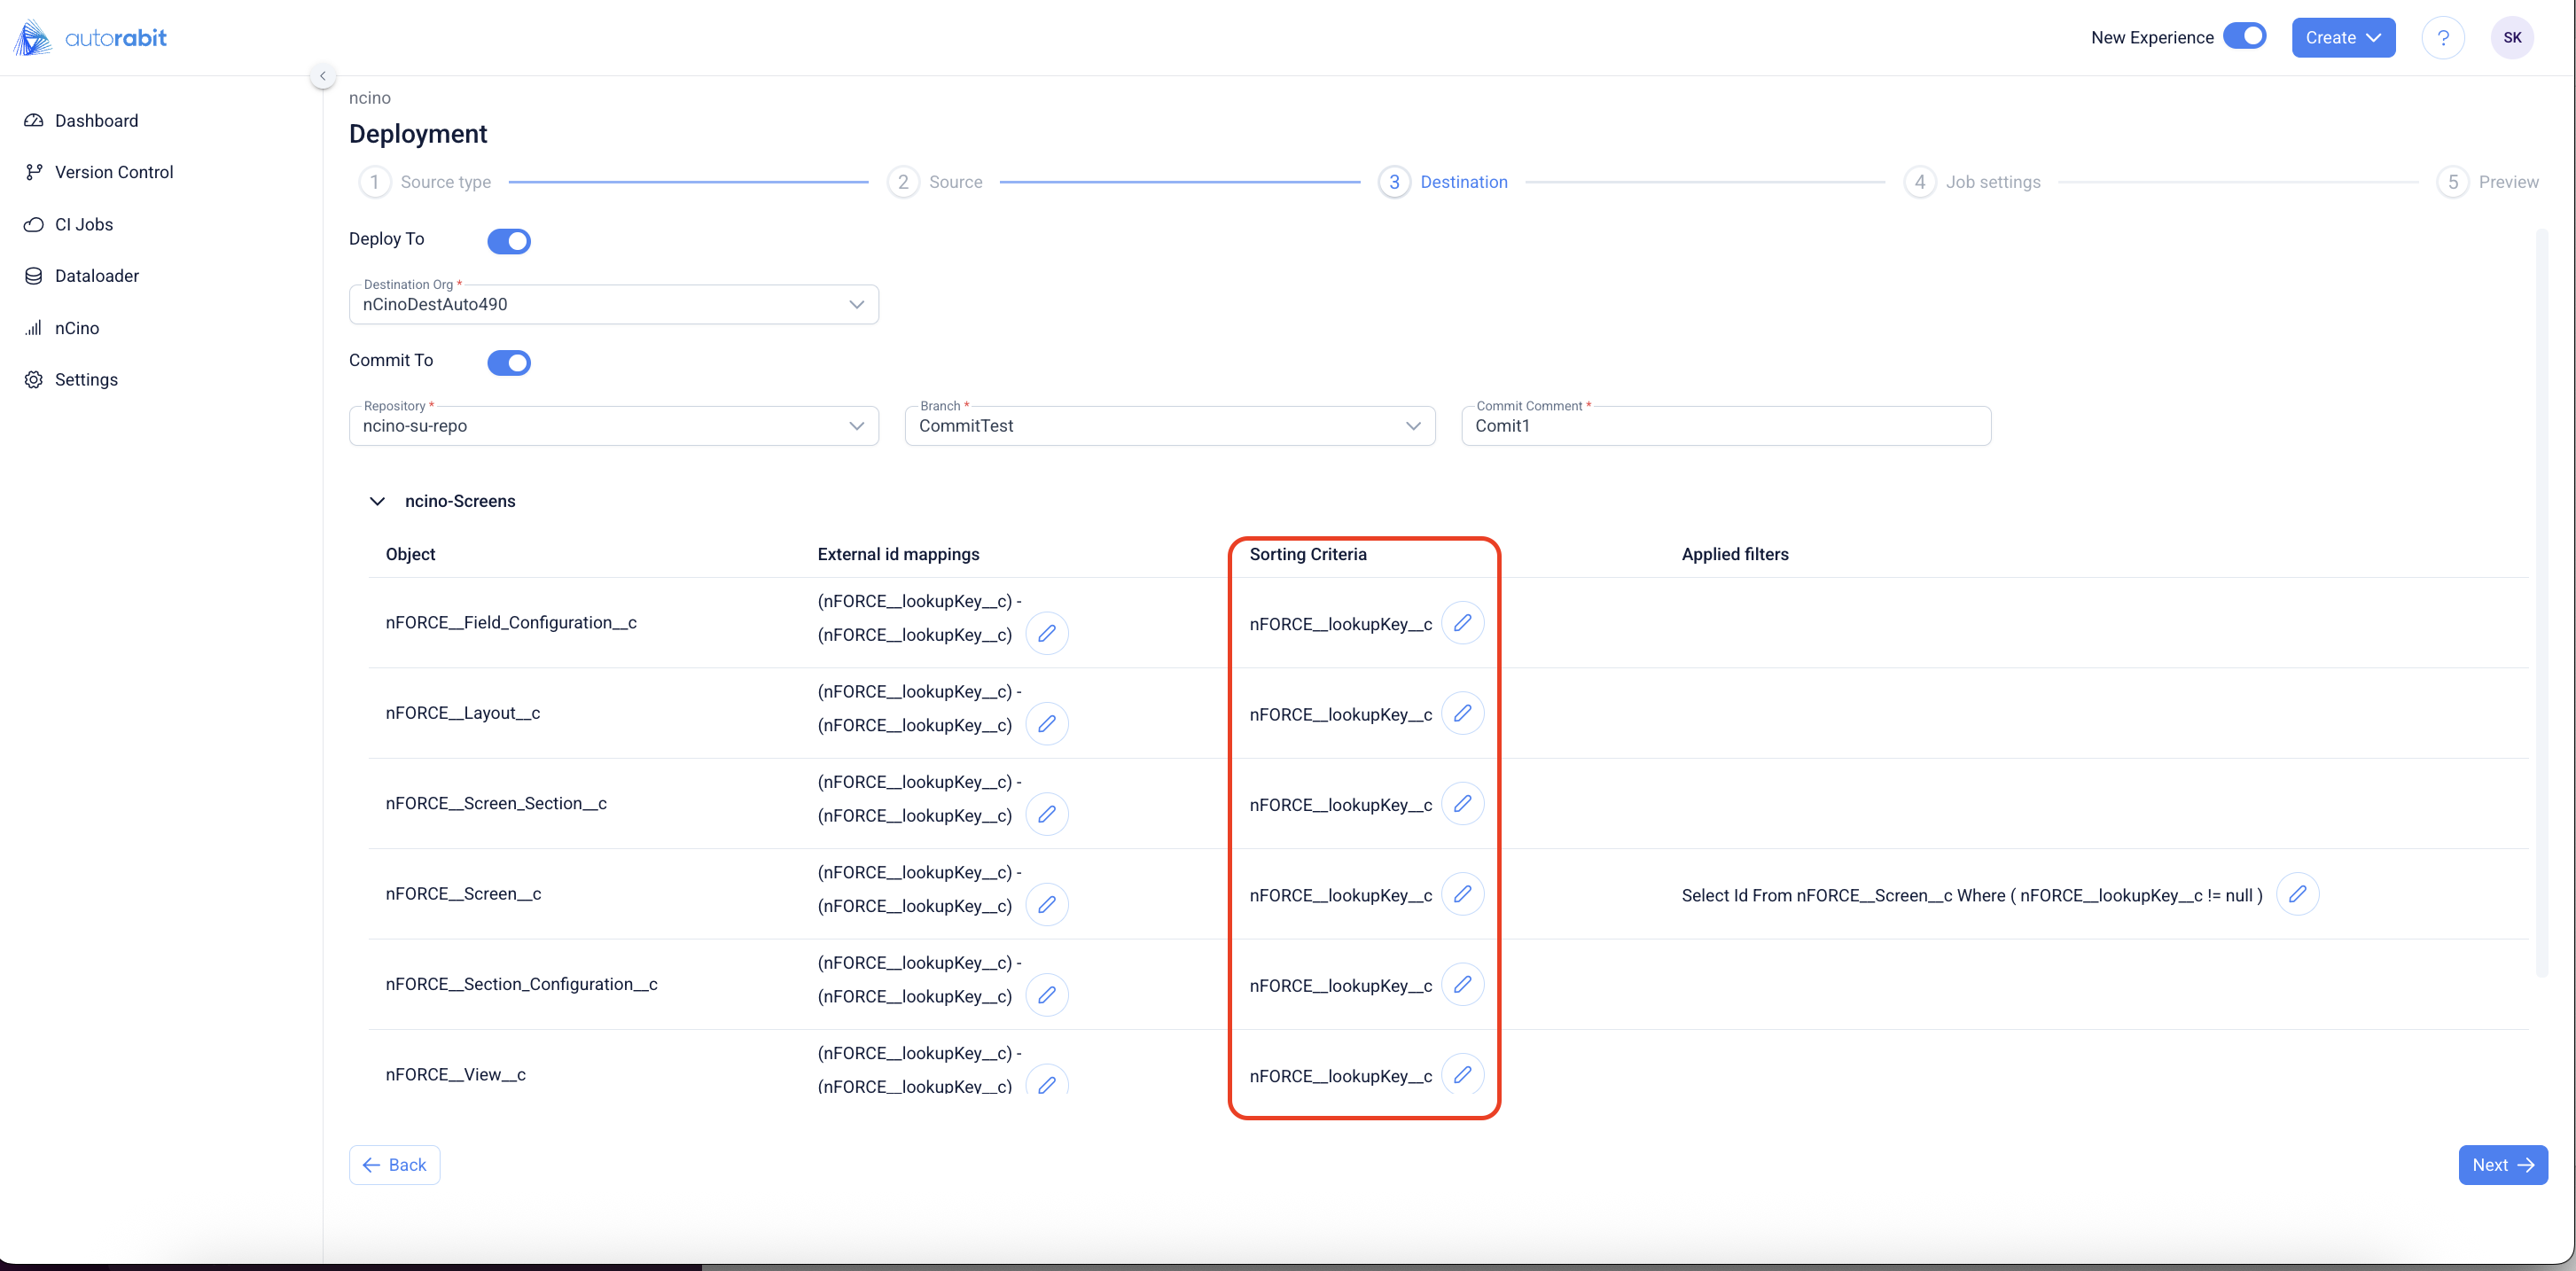 autorabit
New Experience
Create
?
SK
Dashboard
Version Control
CI Jobs
Dataloader
nCino
Settings
ncino
Deployment
1 Source type
2 Source
3 Destination
4 Job settings
5 Preview
Deploy To
Destination Org *
nCinoDestAuto490
Commit To
Repository *
ncino-su-repo
Branch *
CommitTest
Commit Comment *
Comit1
ncino-Screens
Object External id mappings Sorting Criteria Applied filters
nFORCE__Field_Configuration__c
(nFORCE__lookupKey__c) -
(nFORCE__lookupKey__c)
nFORCE__lookupKey__c
nFORCE__Layout__c
(nFORCE__lookupKey__c) -
(nFORCE__lookupKey__c)
nFORCE__lookupKey__c
nFORCE__Screen_Section__c
(nFORCE__lookupKey__c) -
(nFORCE__lookupKey__c)
nFORCE__lookupKey__c
nFORCE__Screen__c
(nFORCE__lookupKey__c) -
(nFORCE__lookupKey__c)
nFORCE__lookupKey__c
Select Id From nFORCE__Screen__c Where ( nFORCE__lookupKey__c != null )
nFORCE__Section_Configuration__c
(nFORCE__lookupKey__c) -
(nFORCE__lookupKey__c)
nFORCE__lookupKey__c
nFORCE__View__c
(nFORCE__lookupKey__c) -
(nFORCE__lookupKey__c)
nFORCE__lookupKey__c
Back
Next